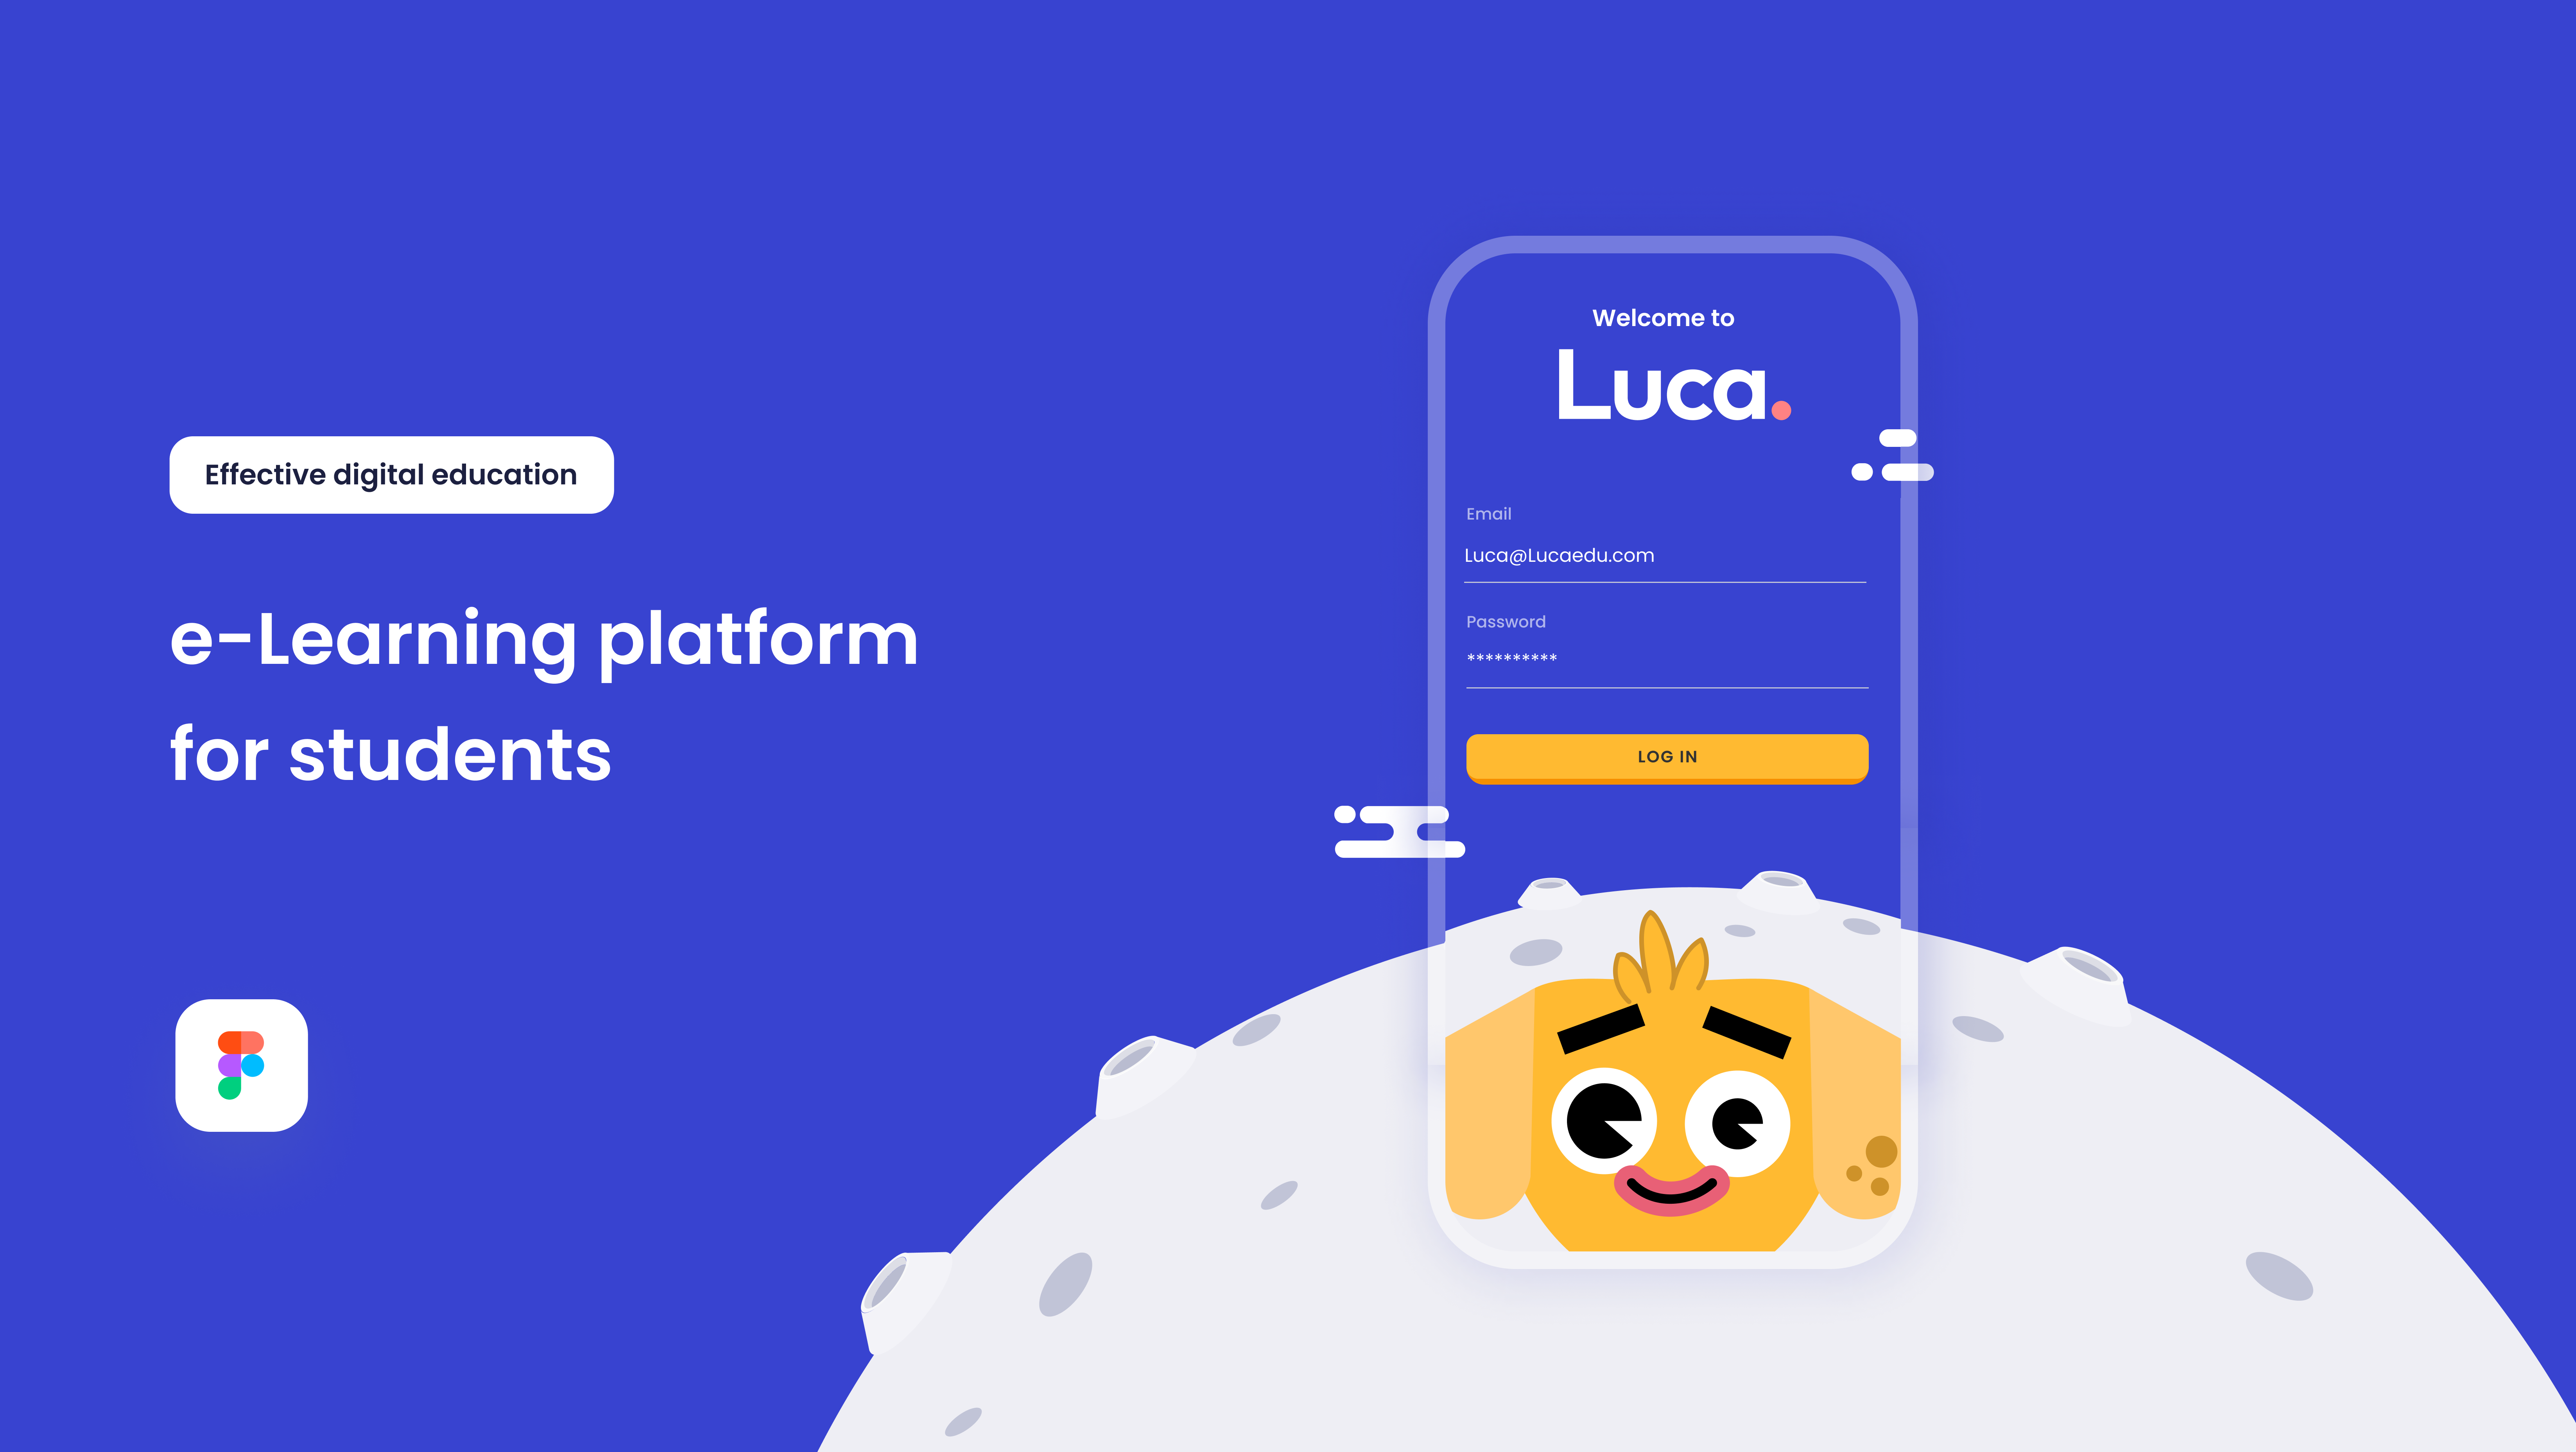 Effective digital education
e-Learning platform
for students
Welcome to
Luca.
Email
Luca@Lucaedu.com
Password
**********
LOG IN